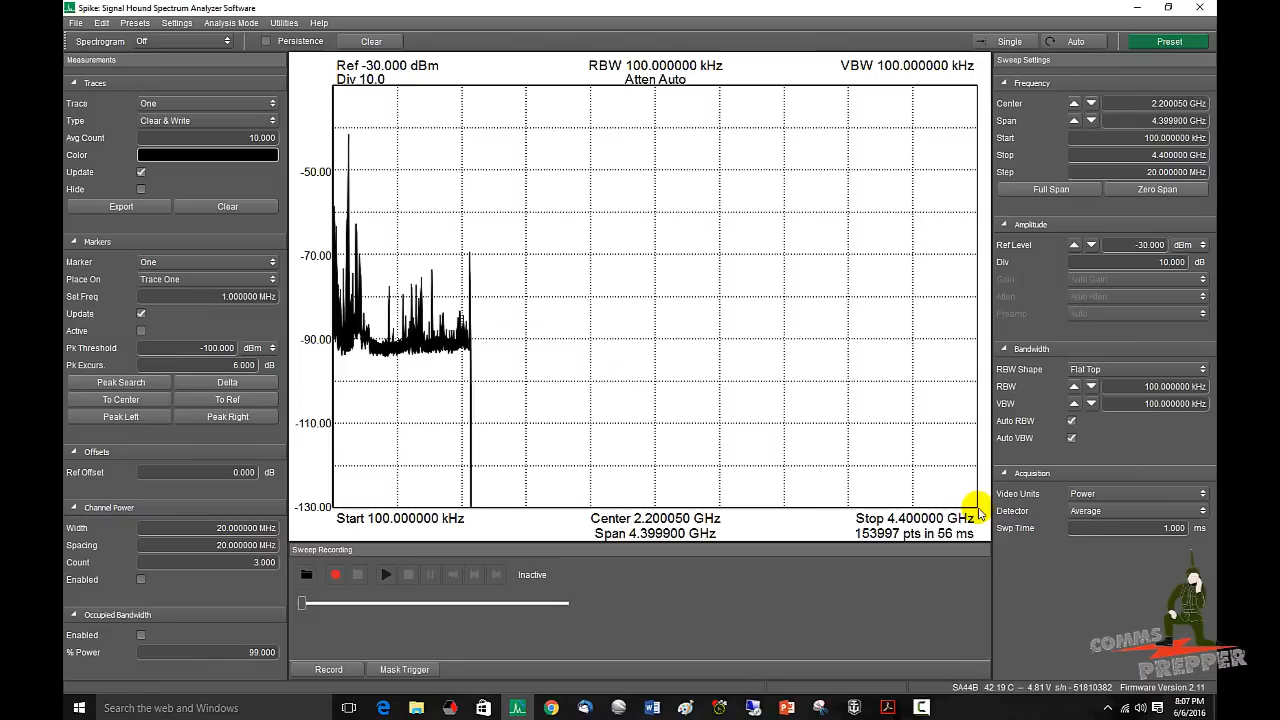 Spike: Signal Hound Spectrum Analyzer Software
File Edit Presets Settings Analysis Mode Utilities Help
Spectrogram Off Persistence Clear Single Auto Preset
Measurements
Traces
Trace One
Type Clear & Write
Avg Count 10.000
Color
Update
Hide
Export Clear
Markers
Marker One
Place On Trace One
Set Freq 1.000000 MHz
Update
Active
Pk Threshold -100.000 dBm
Pk Excurs. 6.000 dB
Peak Search Delta
To Center To Ref
Peak Left Peak Right
Offsets
Ref Offset 0.000 dB
Channel Power
Width 20.000000 MHz
Spacing 20.000000 MHz
Count 3.000
Enabled
Occupied Bandwidth
Enabled
% Power 99.000
Ref -30.000 dBm RBW 100.000000 kHz VBW 100.000000 kHz
Div 10.0 Atten Auto
-50.00
-70.00
-90.00
-110.00
-130.00
Start 100.000000 kHz Center 2.200050 GHz Stop 4.400000 GHz
Span 4.399900 GHz 153997 pts in 56 ms
Sweep Recording
Inactive
Record Mask Trigger
Sweep Settings
Frequency
Center 2.200050 GHz
Span 4.399900 GHz
Start 100.000000 kHz
Stop 4.400000 GHz
Step 20.000000 MHz
Full Span Zero Span
Amplitude
Ref Level -30.000 dBm
Div 10.000 dB
Gain Auto Gain
Atten Auto Atten
Preamp Auto
Bandwidth
RBW Shape Flat Top
RBW 100.000000 kHz
VBW 100.000000 kHz
Auto RBW
Auto VBW
Acquisition
Video Units Power
Detector Average
Swp Time 1.000 ms
COMMS
PREPPER
SA44B 42.19 C -- 4.81 V s/n - 51810382 Firmware Version 2.11
Search the web and Windows
8:07 PM
6/6/2016